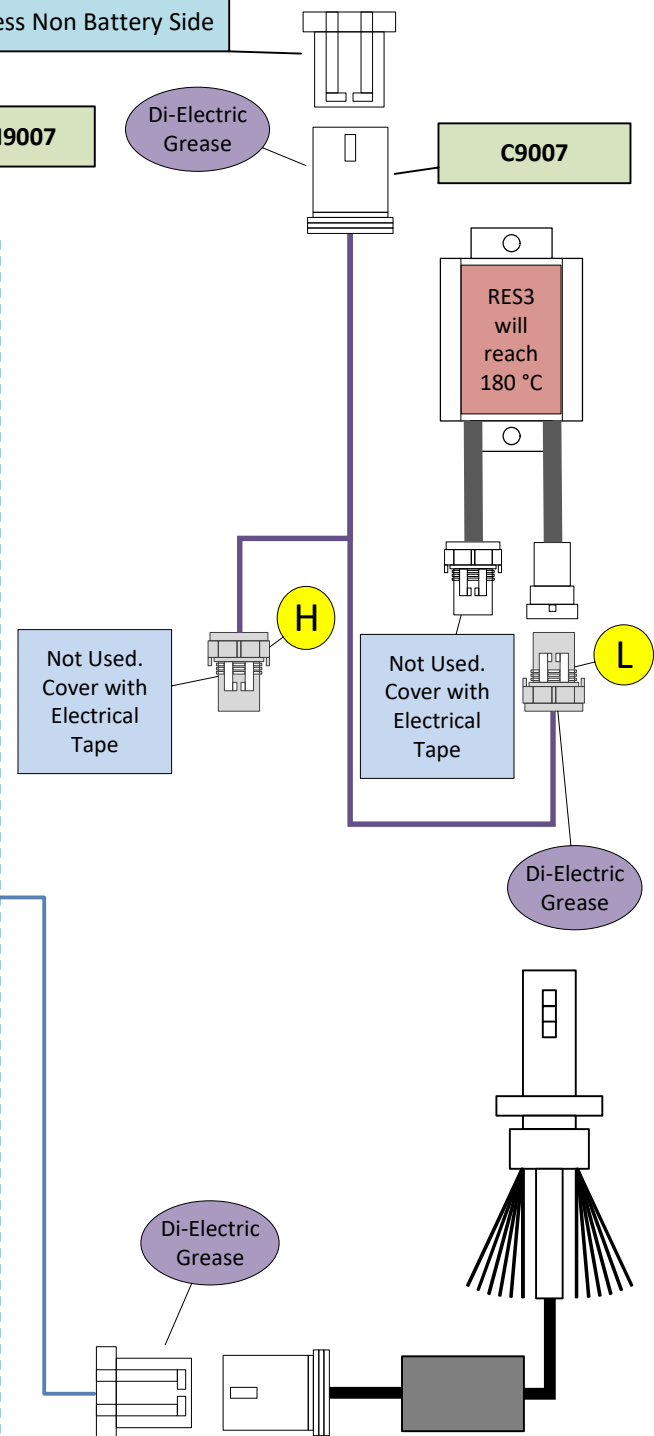 Non Battery Side
Di-Electric
Grease
9007
C9007
RES3
will
reach
180 °C
H
Not Used.
Cover with
Electrical
Tape
Not Used.
Cover with
Electrical
Tape
L
Di-Electric
Grease
Di-Electric
Grease